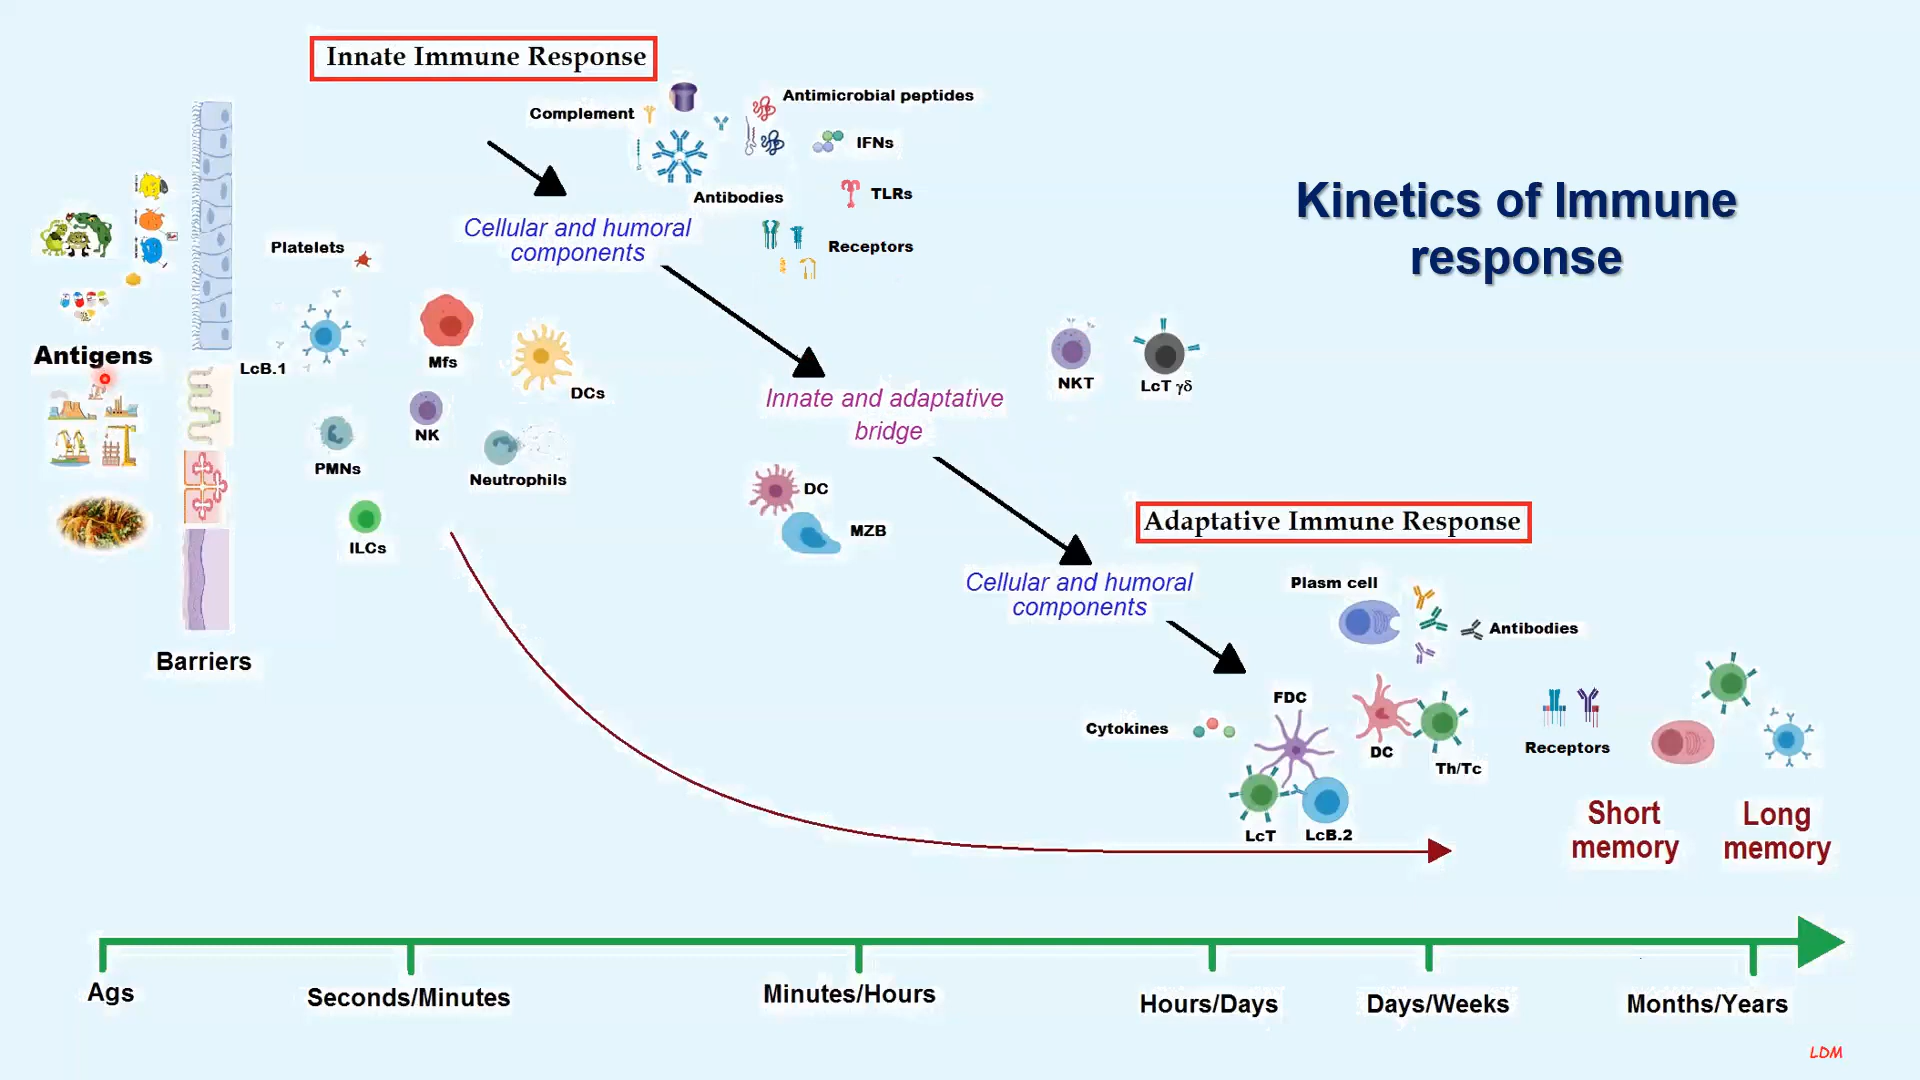 Innate Immune Response
Complement
Antimicrobial peptides
IFNs
Antibodies
TLRs
Receptors
Cellular and humoral
components
Kinetics of Immune
response
Platelets
Antigens
LcB.1
Mfs
DCs
NK
PMNs
Neutrophils
ILCs
Barriers
NKT
LcT γδ
Innate and adaptative
bridge
DC
MZB
Adaptative Immune Response
Cellular and humoral
components
Plasm cell
Antibodies
FDC
Cytokines
DC
Th/Tc
Receptors
LcT
LcB.2
Short
memory
Long
memory
Ags
Seconds/Minutes
Minutes/Hours
Hours/Days
Days/Weeks
Months/Years
LDM